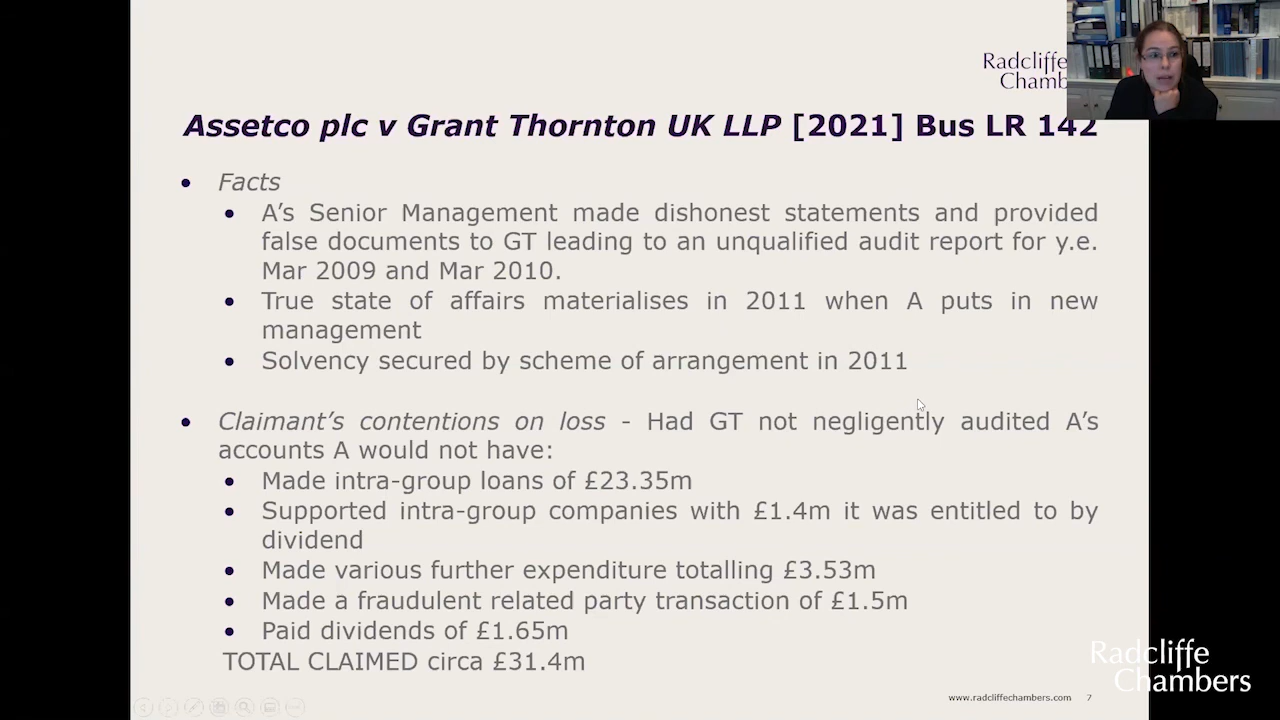 Radcliffe
Chamb
Assetco plc v Grant Thornton UK LLP [2021] Bus LR 142
• Facts
• A’s Senior Management made dishonest statements and provided
false documents to GT leading to an unqualified audit report for y.e.
Mar 2009 and Mar 2010.
• True state of affairs materialises in 2011 when A puts in new
management
• Solvency secured by scheme of arrangement in 2011
• Claimant’s contentions on loss - Had GT not negligently audited A’s
accounts A would not have:
• Made intra-group loans of £23.35m
• Supported intra-group companies with £1.4m it was entitled to by
dividend
• Made various further expenditure totalling £3.53m
• Made a fraudulent related party transaction of £1.5m
• Paid dividends of £1.65m
TOTAL CLAIMED circa £31.4m
Radcliffe
Chambers
www.radcliffechambers.com 7